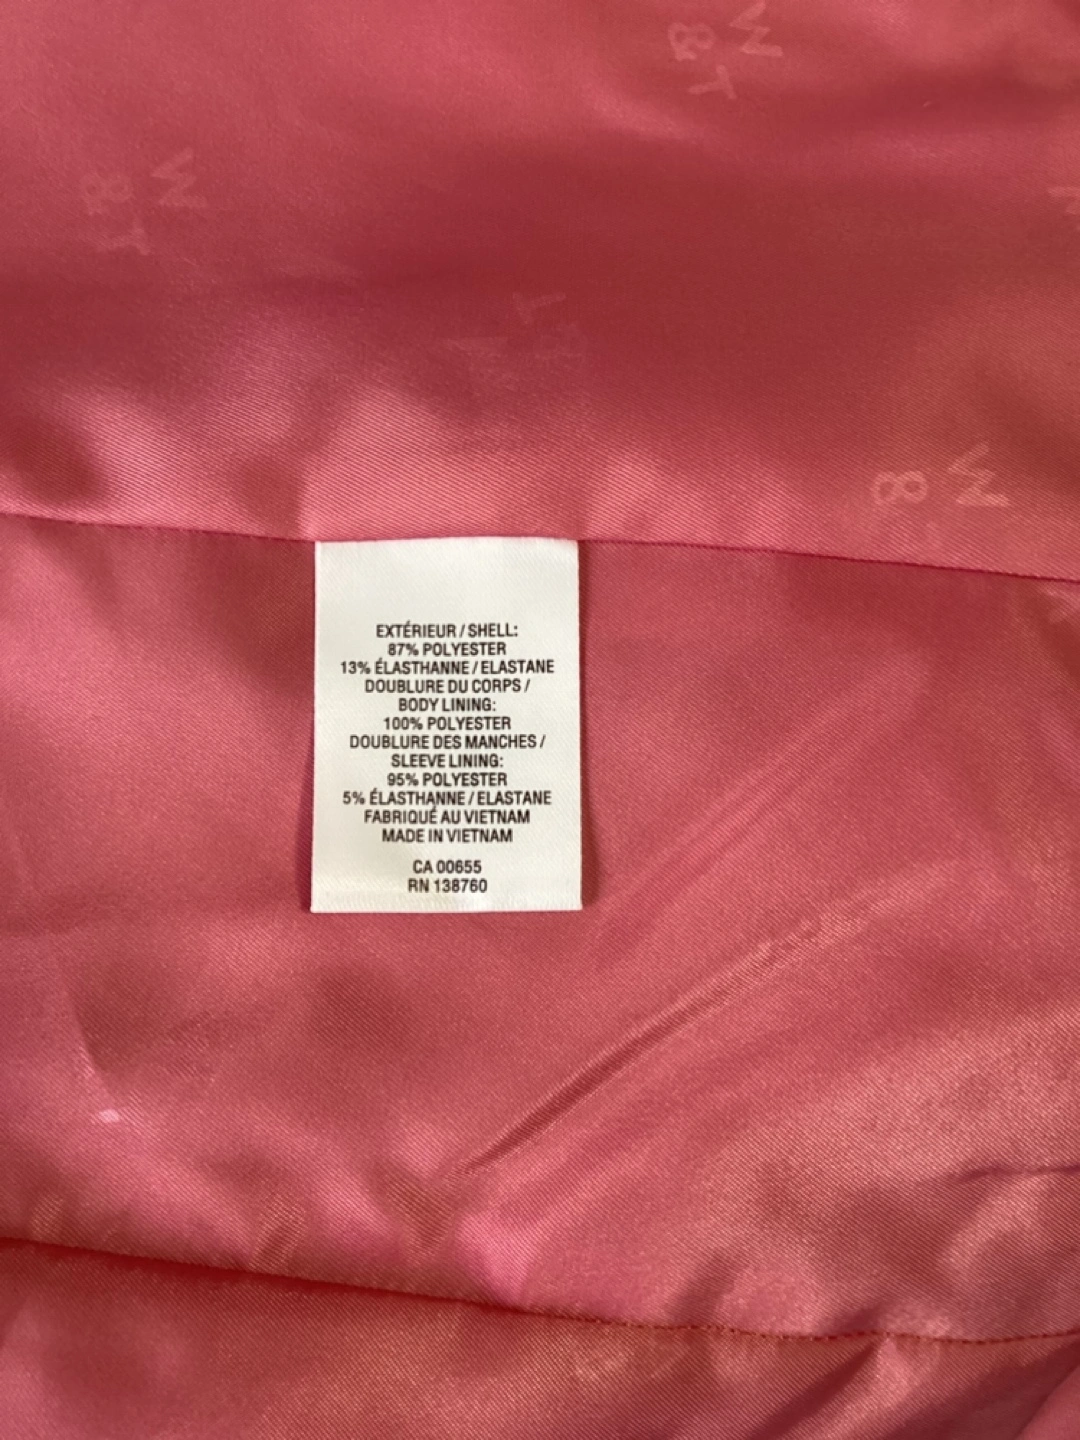 EXTÉRIEUR / SHELL:
87% POLYESTER
13% ÉLASTHANNE / ELASTANE
DOUBLURE DU CORPS /
BODY LINING:
100% POLYESTER
DOUBLURE DES MANCHES /
SLEEVE LINING:
95% POLYESTER
5% ÉLASTHANNE / ELASTANE
FABRIQUÉ AU VIETNAM
MADE IN VIETNAM
CA 00655
RN 138760